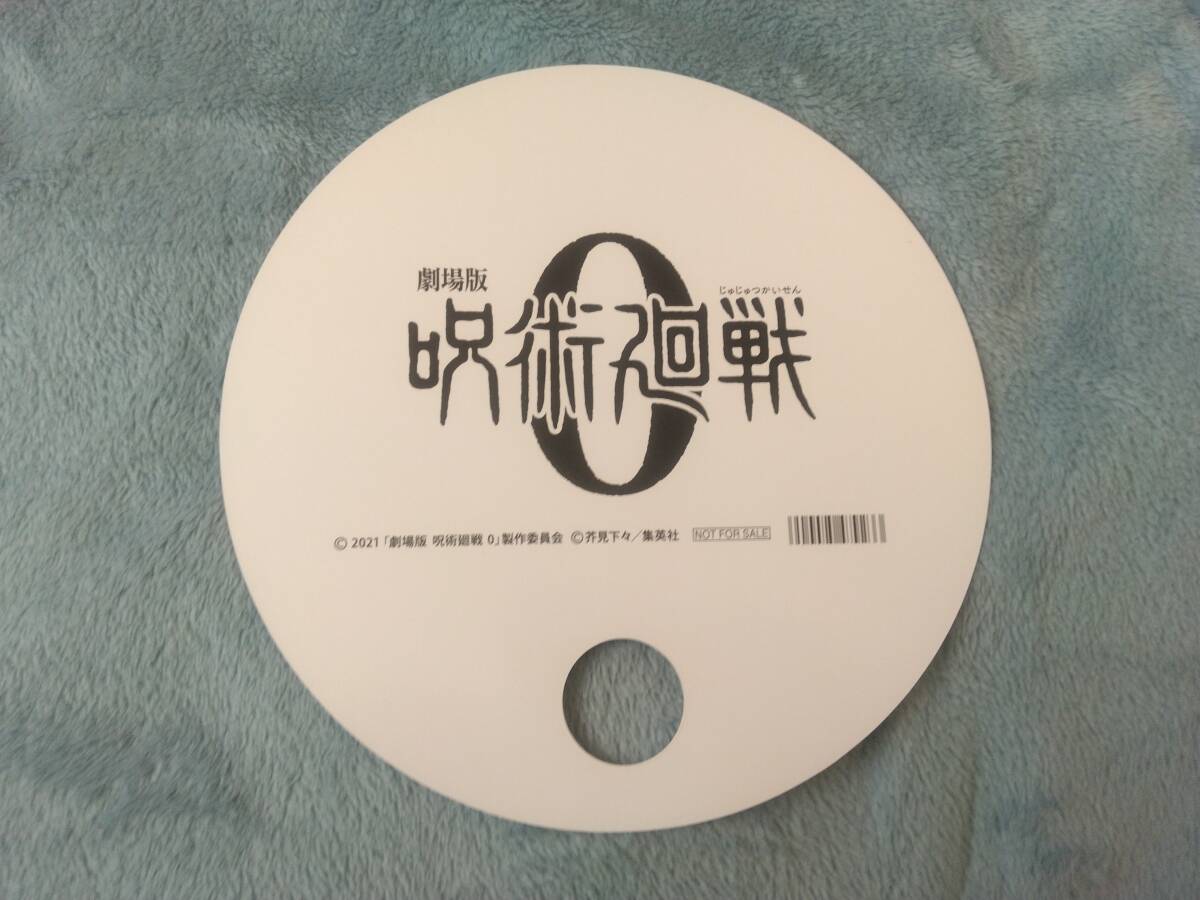 劇場版
じゅじゅつかいせん
呪術廻戦
0
© 2021「劇場版 呪術廻戦 0」製作委員会 ©芥見下々／集英社 NOT FOR SALE